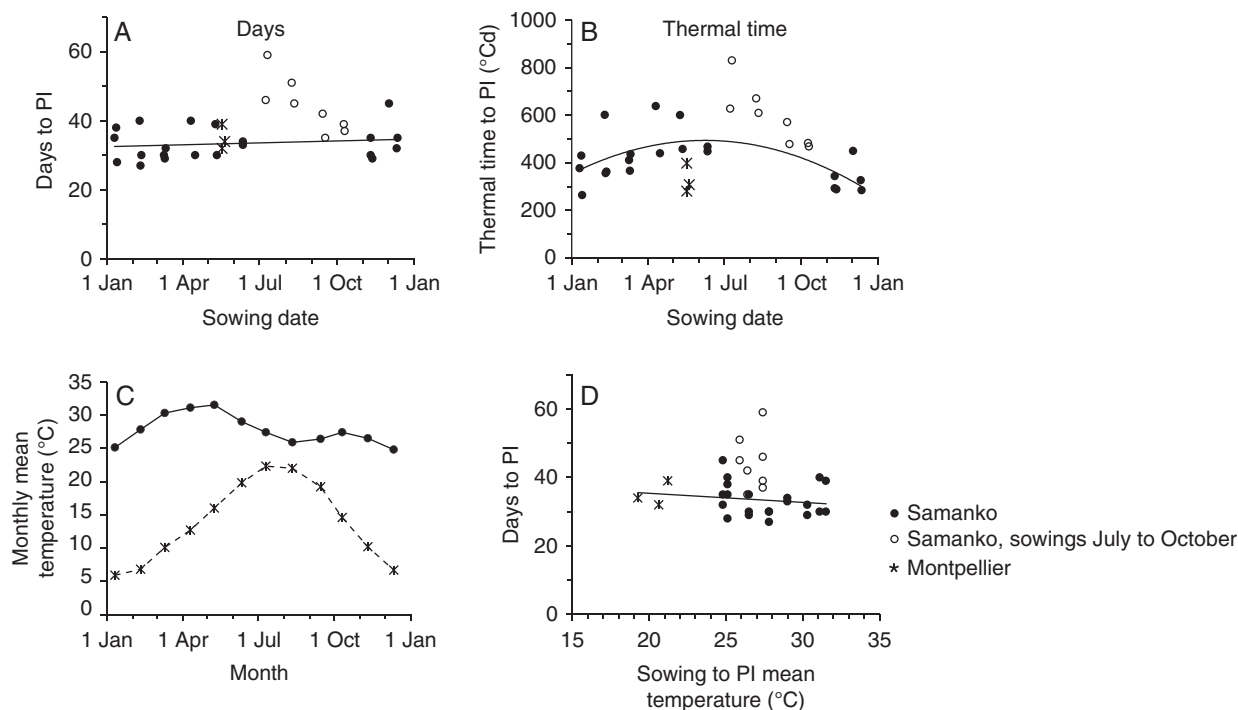 A
Days
60
40
20
0
Days to PI
1 Jan 1 Apr 1 Jul 1 Oct 1 Jan
Sowing date
B
Thermal time
1000
800
600
400
200
0
Thermal time to PI (°Cd)
1 Jan 1 Apr 1 Jul 1 Oct 1 Jan
Sowing date
C
35
30
25
20
15
10
5
0
Monthly mean
temperature (°C)
1 Jan 1 Apr 1 Jul 1 Oct 1 Jan
Month
D
60
40
20
0
Days to PI
15 20 25 30 35
Sowing to PI mean
temperature (°C)
Samanko
Samanko, sowings July to October
Montpellier